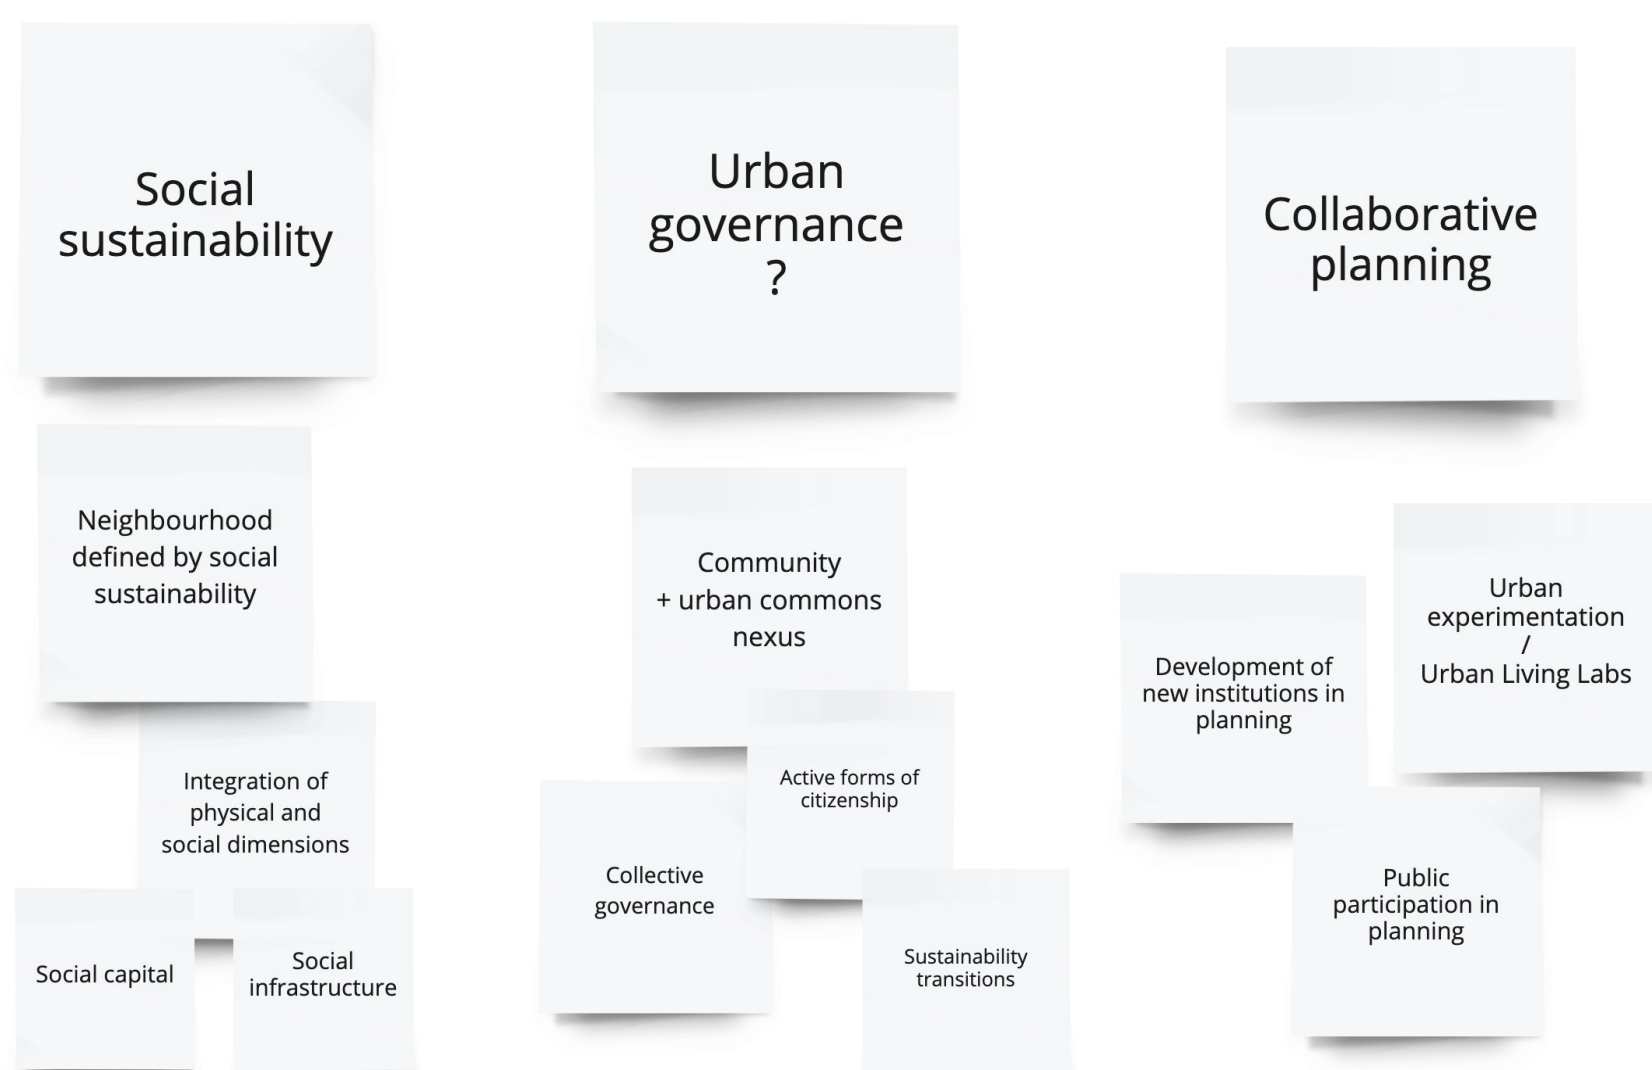 Social
sustainability
Urban
governance
?
Collaborative
planning
Neighbourhood
defined by social
sustainability
Integration of
physical and
social dimensions
Social capital
Social
infrastructure
Community
+ urban commons
nexus
Active forms of
citizenship
Collective
governance
Sustainability
transitions
Development of
new institutions in
planning
Urban
experimentation
/
Urban Living Labs
Public
participation in
planning